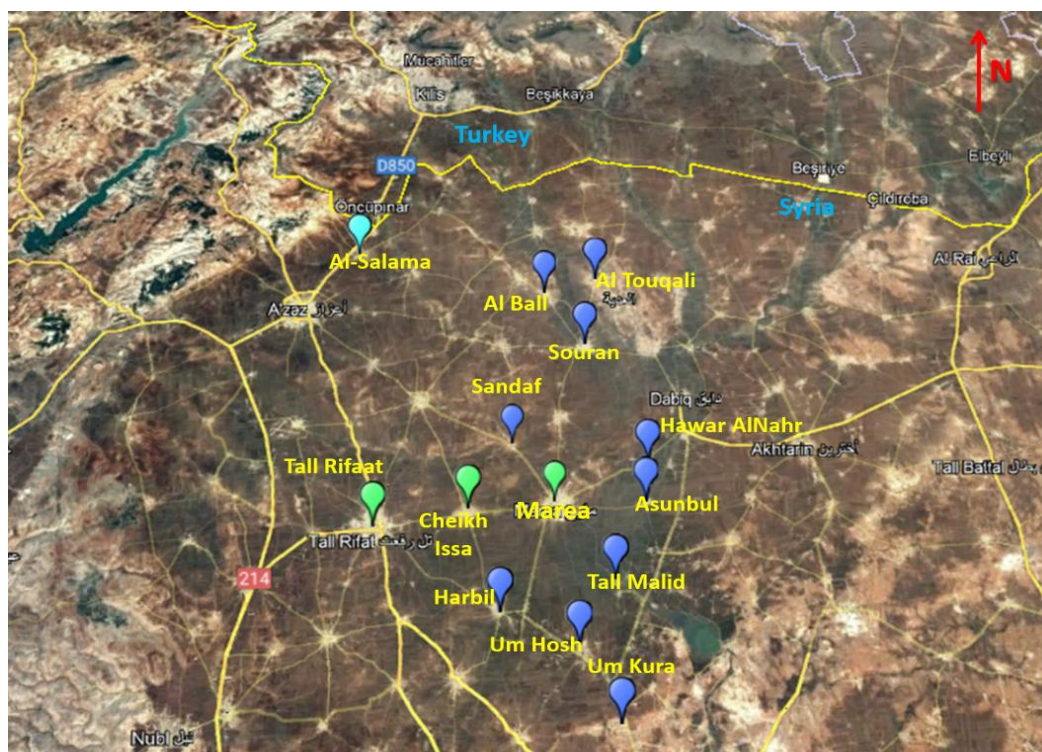 Mücahitler
Kilis
Beşikkaya
N
Turkey
D850
Beşiriye
Elbeyli
Syria
Çıldıroba
Öncüpınar
Al-Salama
Al Touqali
Al Rai الراعي
Al Ball
A'zaz أعزاز
Souran
Sandaf
Dabiq دابق
Hawar AlNahr
Akhtarin أخترين
Tall Rifaat
Tall Battal
Asunbul
Cheikh
Issa
Marea
Tall Rifat تل رفعت
214
Tall Malid
Harbil
Um Hosh
Um Kura
Nubl نبل